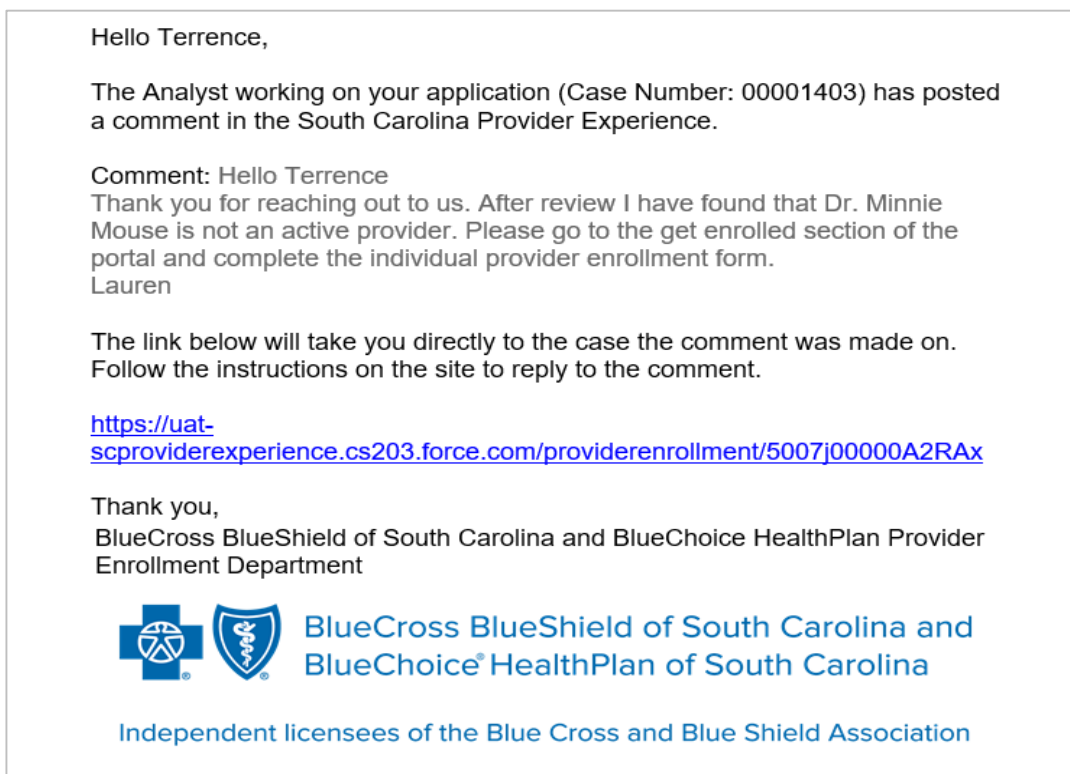 Hello Terrence,
The Analyst working on your application (Case Number: 00001403) has posted
a comment in the South Carolina Provider Experience.
Comment: Hello Terrence
Thank you for reaching out to us. After review I have found that Dr. Minnie
Mouse is not an active provider. Please go to the get enrolled section of the
portal and complete the individual provider enrollment form.
Lauren
The link below will take you directly to the case the comment was made on.
Follow the instructions on the site to reply to the comment.
https://uat-
scproviderexperience.cs203.force.com/providerenrollment/5007j00000A2RAx
Thank you,
BlueCross BlueShield of South Carolina and BlueChoice HealthPlan Provider
Enrollment Department
BlueCross BlueShield of South Carolina and
BlueChoice® HealthPlan of South Carolina
Independent licensees of the Blue Cross and Blue Shield Association